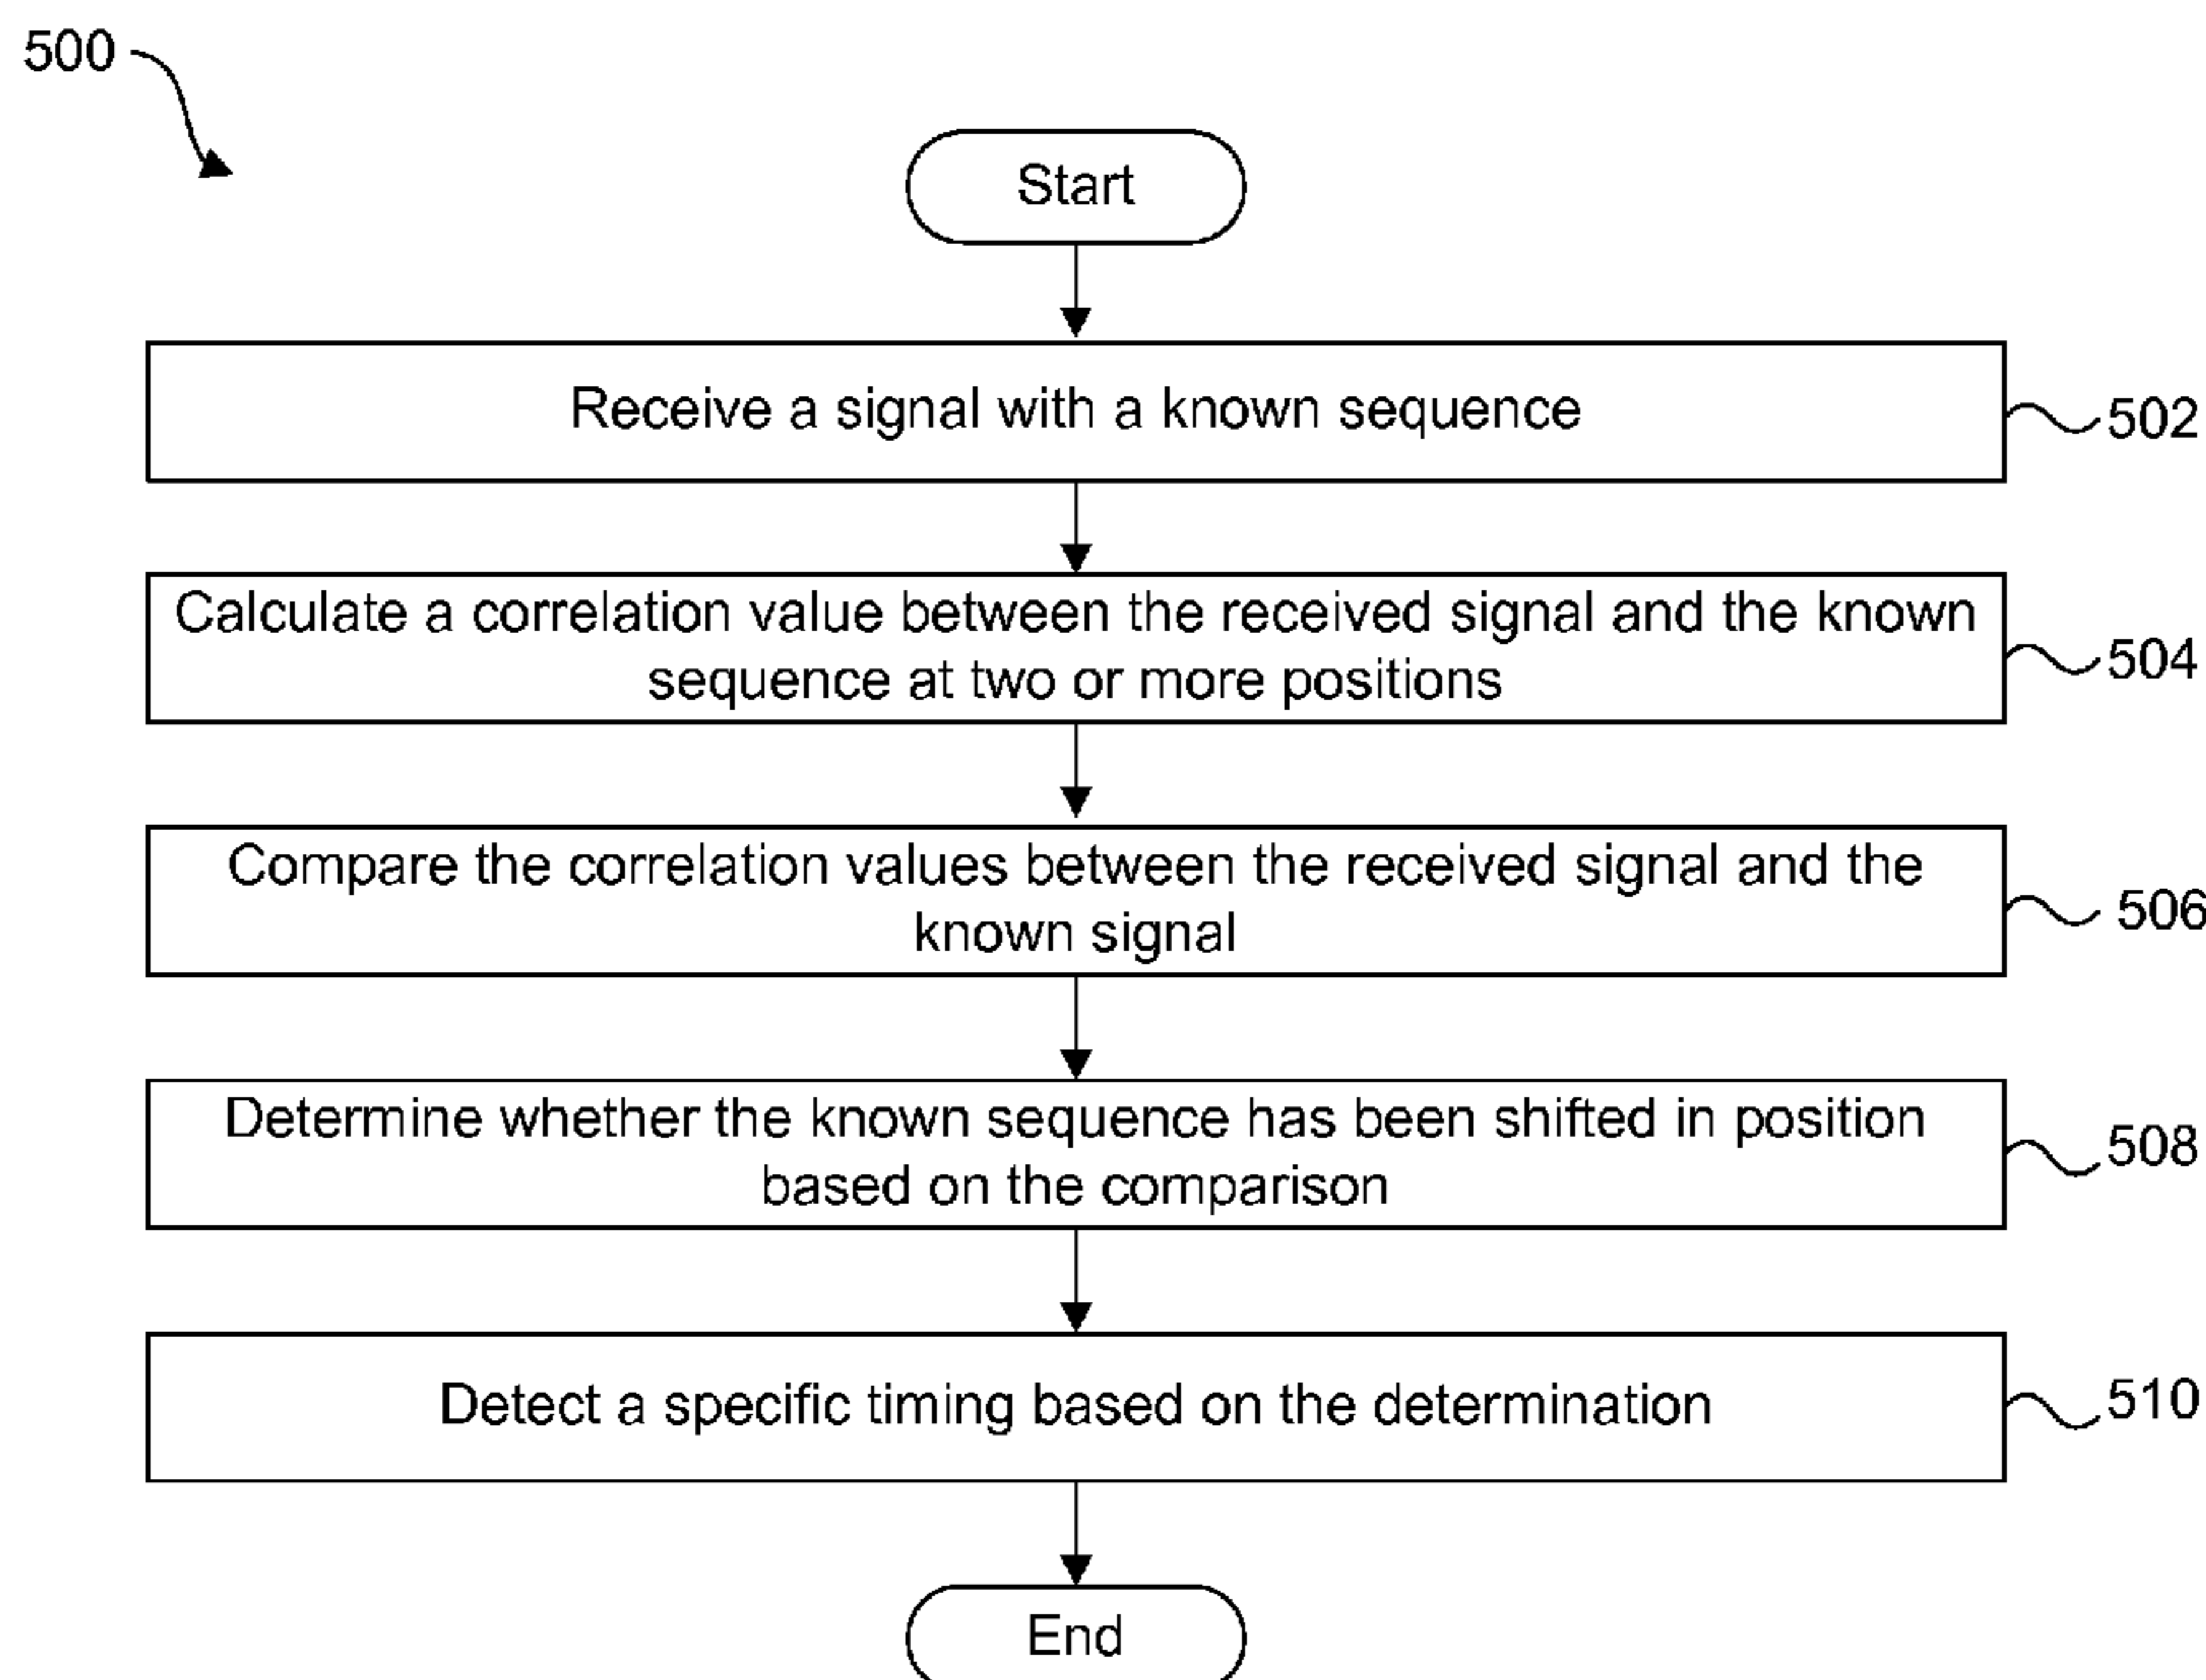 500
Start
Receive a signal with a known sequence
502
Calculate a correlation value between the received signal and the known
sequence at two or more positions
504
Compare the correlation values between the received signal and the
known signal
506
Determine whether the known sequence has been shifted in position
based on the comparison
508
Detect a specific timing based on the determination
510
End